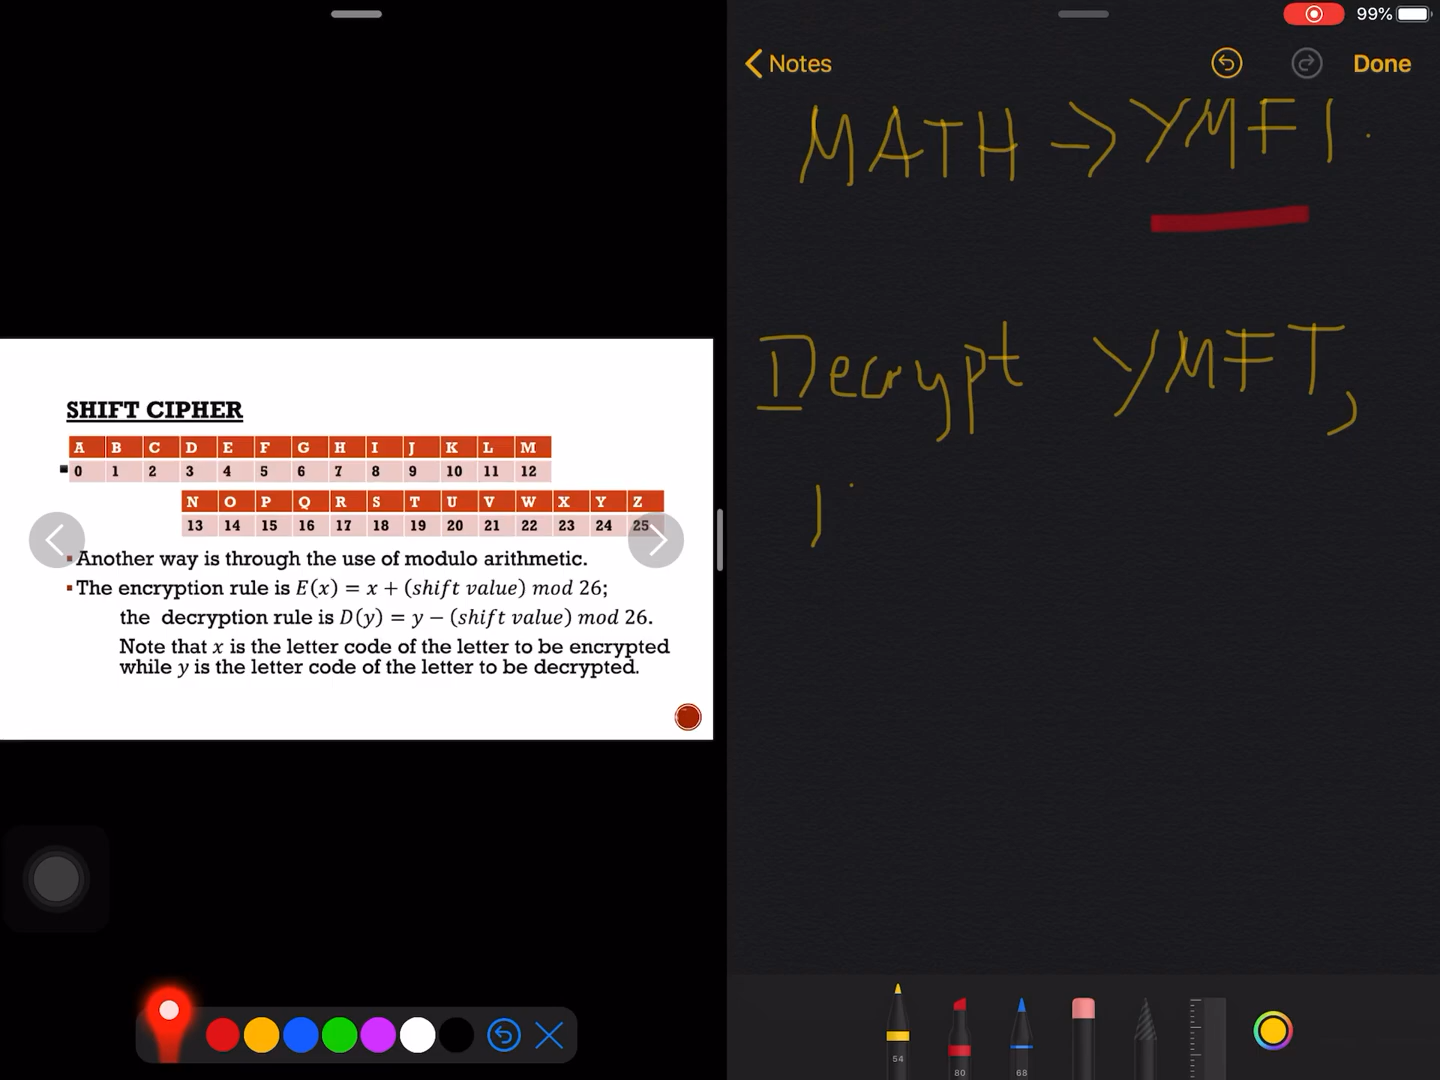 99%
Notes
Done
MATH → YMFT.
Decrypt YMFT,
SHIFT CIPHER
A B C D E F G H I J K L M
0 1 2 3 4 5 6 7 8 9 10 11 12
N O P Q R S T U V W X Y Z
13 14 15 16 17 18 19 20 21 22 23 24 25
▪Another way is through the use of modulo arithmetic.
▪The encryption rule is E(x) = x + (shift value) mod 26;
the decryption rule is D(y) = y − (shift value) mod 26.
Note that x is the letter code of the letter to be encrypted
while y is the letter code of the letter to be decrypted.
54
80
68